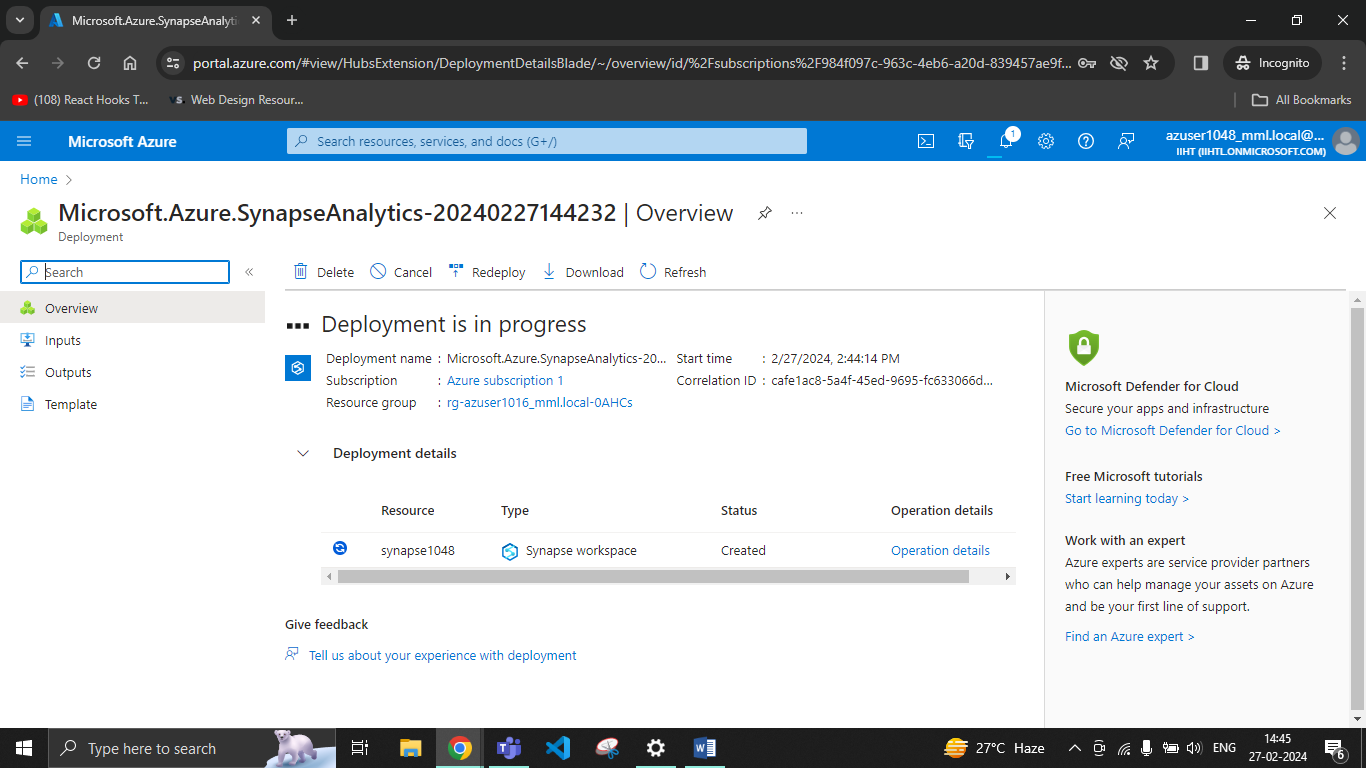 Microsoft.Azure.SynapseAnalyti
portal.azure.com/#view/HubsExtension/DeploymentDetailsBlade/~/overview/id/%2Fsubscriptions%2F984f097c-963c-4eb6-a20d-839457ae9f...
Incognito
(108) React Hooks T...
VS
Web Design Resour...
All Bookmarks
Microsoft Azure
Search resources, services, and docs (G+/)
1
azuser1048_mml.local@...
IIHT (IIHTL.ONMICROSOFT.COM)
Home
Microsoft.Azure.SynapseAnalytics-20240227144232 | Overview
Deployment
Search
Delete
Cancel
Redeploy
Download
Refresh
Overview
Inputs
Outputs
Template
Deployment is in progress
Deployment name : Microsoft.Azure.SynapseAnalytics-20...
Start time : 2/27/2024, 2:44:14 PM
Subscription : Azure subscription 1
Correlation ID : cafe1ac8-5a4f-45ed-9695-fc633066d...
Resource group : rg-azuser1016_mml.local-0AHCs
Deployment details
Resource Type Status Operation details
synapse1048 Synapse workspace Created Operation details
Give feedback
Tell us about your experience with deployment
Microsoft Defender for Cloud
Secure your apps and infrastructure
Go to Microsoft Defender for Cloud >
Free Microsoft tutorials
Start learning today >
Work with an expert
Azure experts are service provider partners
who can help manage your assets on Azure
and be your first line of support.
Find an Azure expert >
Type here to search
27°C Haze
ENG
14:45
27-02-2024
6